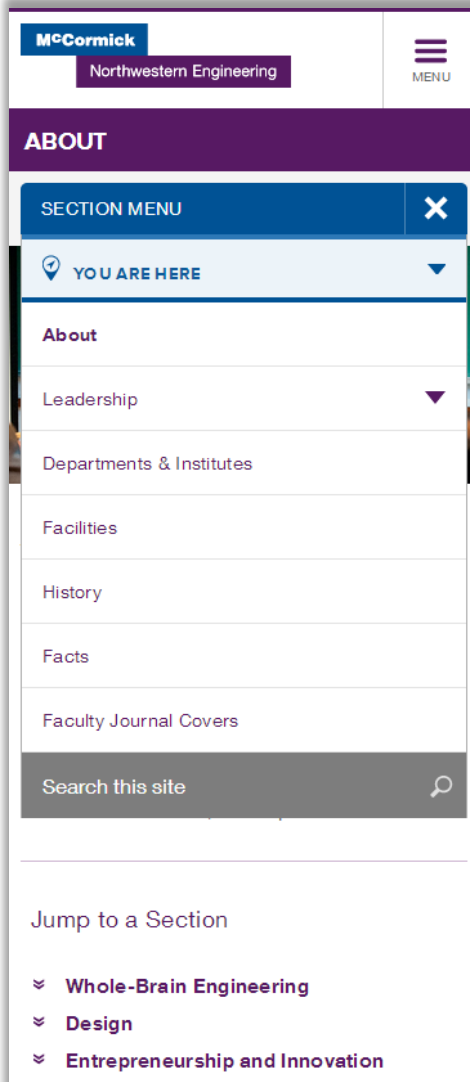 McCormick
Northwestern Engineering
MENU
ABOUT
SECTION MENU
YOU ARE HERE
About
Leadership
Departments & Institutes
Facilities
History
Facts
Faculty Journal Covers
Search this site
Jump to a Section
Whole-Brain Engineering
Design
Entrepreneurship and Innovation